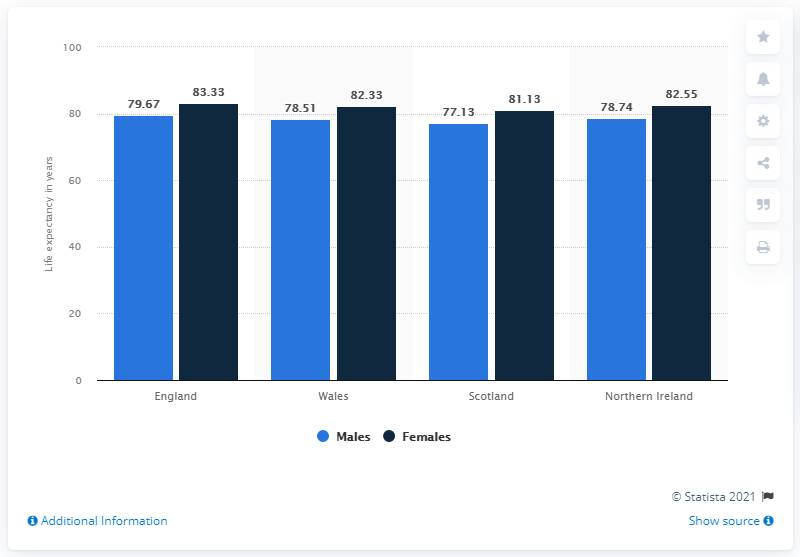 100
80
60
40
20
0
Life expectancy in years
79.67
83.33
78.51
82.33
77.13
81.13
78.74
82.55
England
Wales
Scotland
Northern Ireland
Males
Females
© Statista 2021
Additional Information
Show source